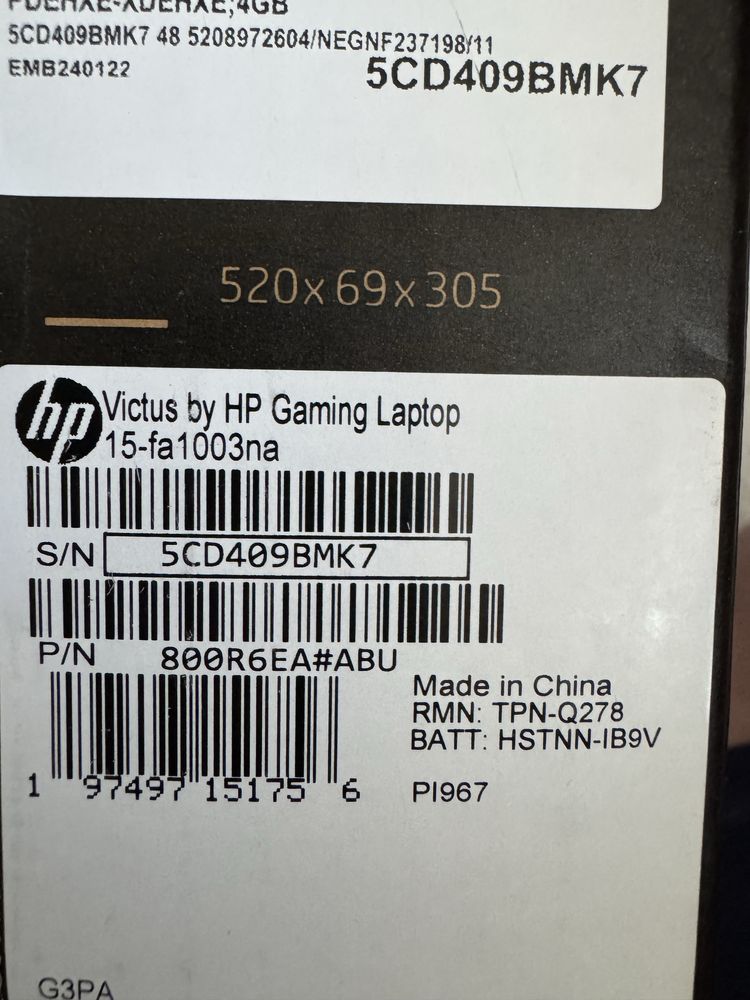 4GB
5CD409BMK7 48 5208972604/NEGNF237198/11
EMB240122
5CD409BMK7
520x69x305
hp
Victus by HP Gaming Laptop
15-fa1003na
S/N 5CD409BMK7
P/N 800R6EA#ABU
Made in China
RMN: TPN-Q278
BATT: HSTNN-IB9V
1 97497 15175 6
PI967
G3PA